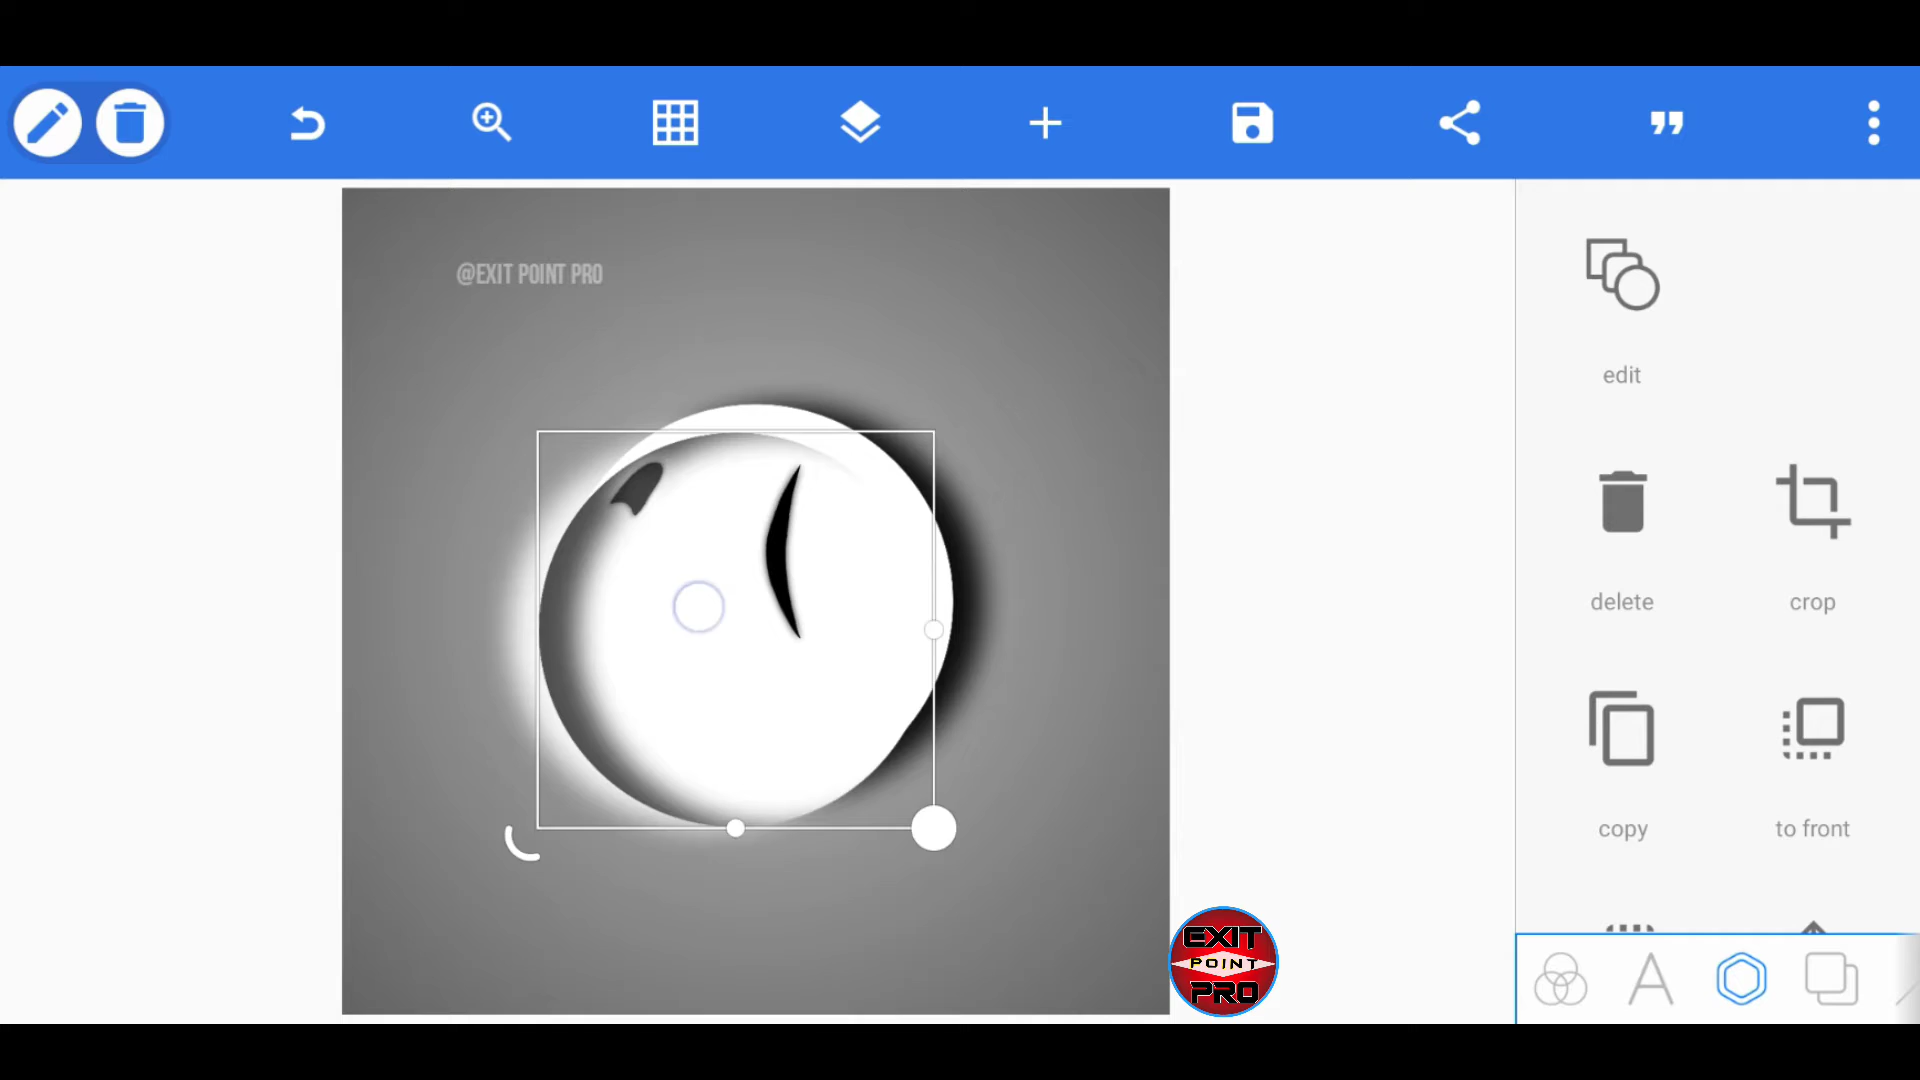 @EXIT POINT PRO
edit
delete
crop
copy
to front
EXIT
POINT
PRO